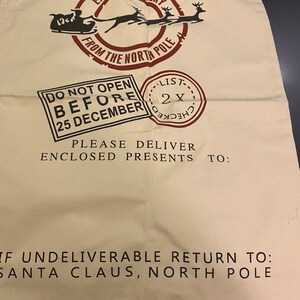 FROM THE NORTH POLE
DO NOT OPEN
BEFORE
25 DECEMBER
LIST
2 X
CHECKED
PLEASE DELIVER
ENCLOSED PRESENTS TO:
IF UNDELIVERABLE RETURN TO:
SANTA CLAUS, NORTH POLE